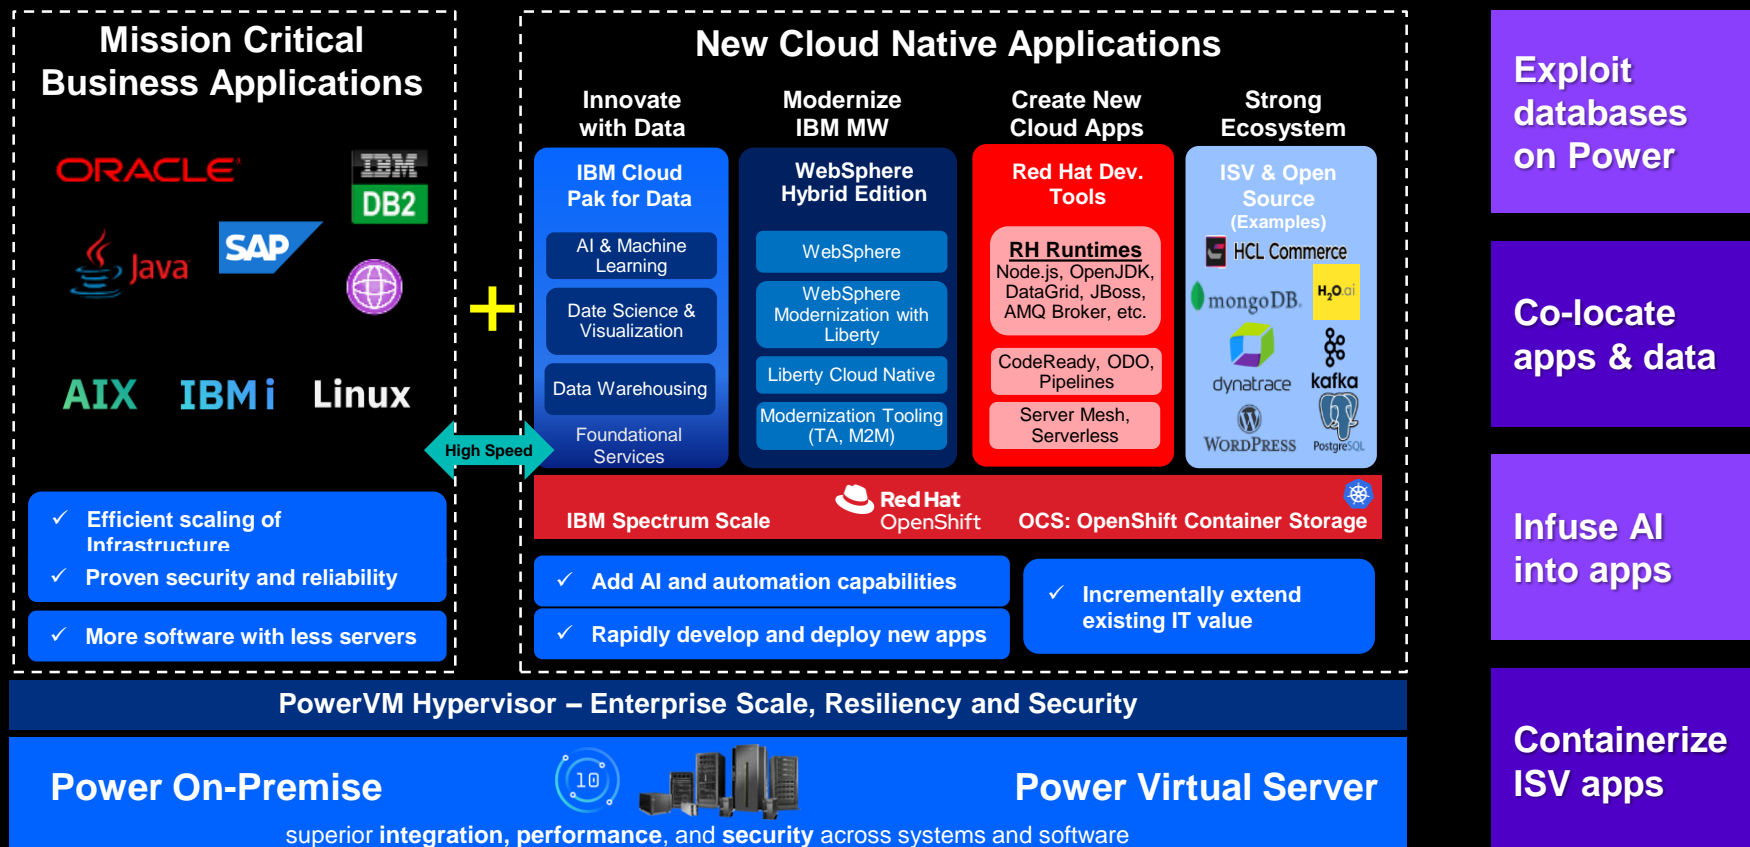 Mission Critical
Business Applications
ORACLE
IBM
DB2
Java
SAP
AIX
IBM i
Linux
✓ Efficient scaling of
Infrastructure
✓ Proven security and reliability
✓ More software with less servers
+
High Speed
New Cloud Native Applications
Innovate
with Data
IBM Cloud
Pak for Data
AI & Machine
Learning
Date Science &
Visualization
Data Warehousing
Foundational
Services
Modernize
IBM MW
WebSphere
Hybrid Edition
WebSphere
WebSphere
Modernization with
Liberty
Liberty Cloud Native
Modernization Tooling
(TA, M2M)
Create New
Cloud Apps
Red Hat Dev.
Tools
RH Runtimes
Node.js, OpenJDK,
DataGrid, JBoss,
AMQ Broker, etc.
CodeReady, ODO,
Pipelines
Server Mesh,
Serverless
Strong
Ecosystem
ISV & Open
Source
(Examples)
HCL Commerce
mongoDB.
H2O.ai
dynatrace
kafka
WORDPRESS
PostgreSQL
IBM Spectrum Scale
Red Hat
OpenShift
OCS: OpenShift Container Storage
✓ Add AI and automation capabilities
✓ Rapidly develop and deploy new apps
✓ Incrementally extend
existing IT value
PowerVM Hypervisor – Enterprise Scale, Resiliency and Security
Power On-Premise
10
Power Virtual Server
superior integration, performance, and security across systems and software
Exploit
databases
on Power
Co-locate
apps & data
Infuse AI
into apps
Containerize
ISV apps